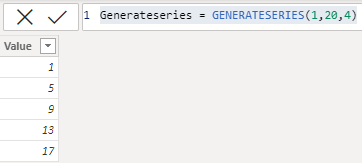 1 Generateseries = GENERATESERIES(1,20,4)
Value
1
5
9
13
17